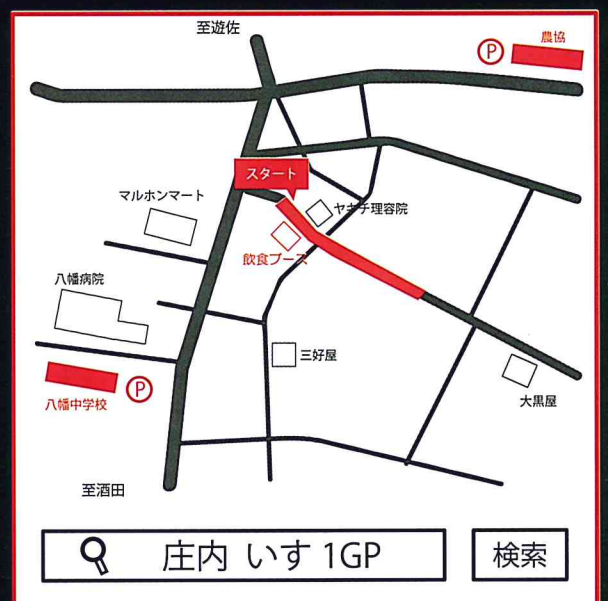 至遊佐
農協
P
スタート
マルホンマート
ヤキチ理容院
飲食ブース
八幡病院
三好屋
P
八幡中学校
大黒屋
至酒田
庄内 いす 1GP
検索